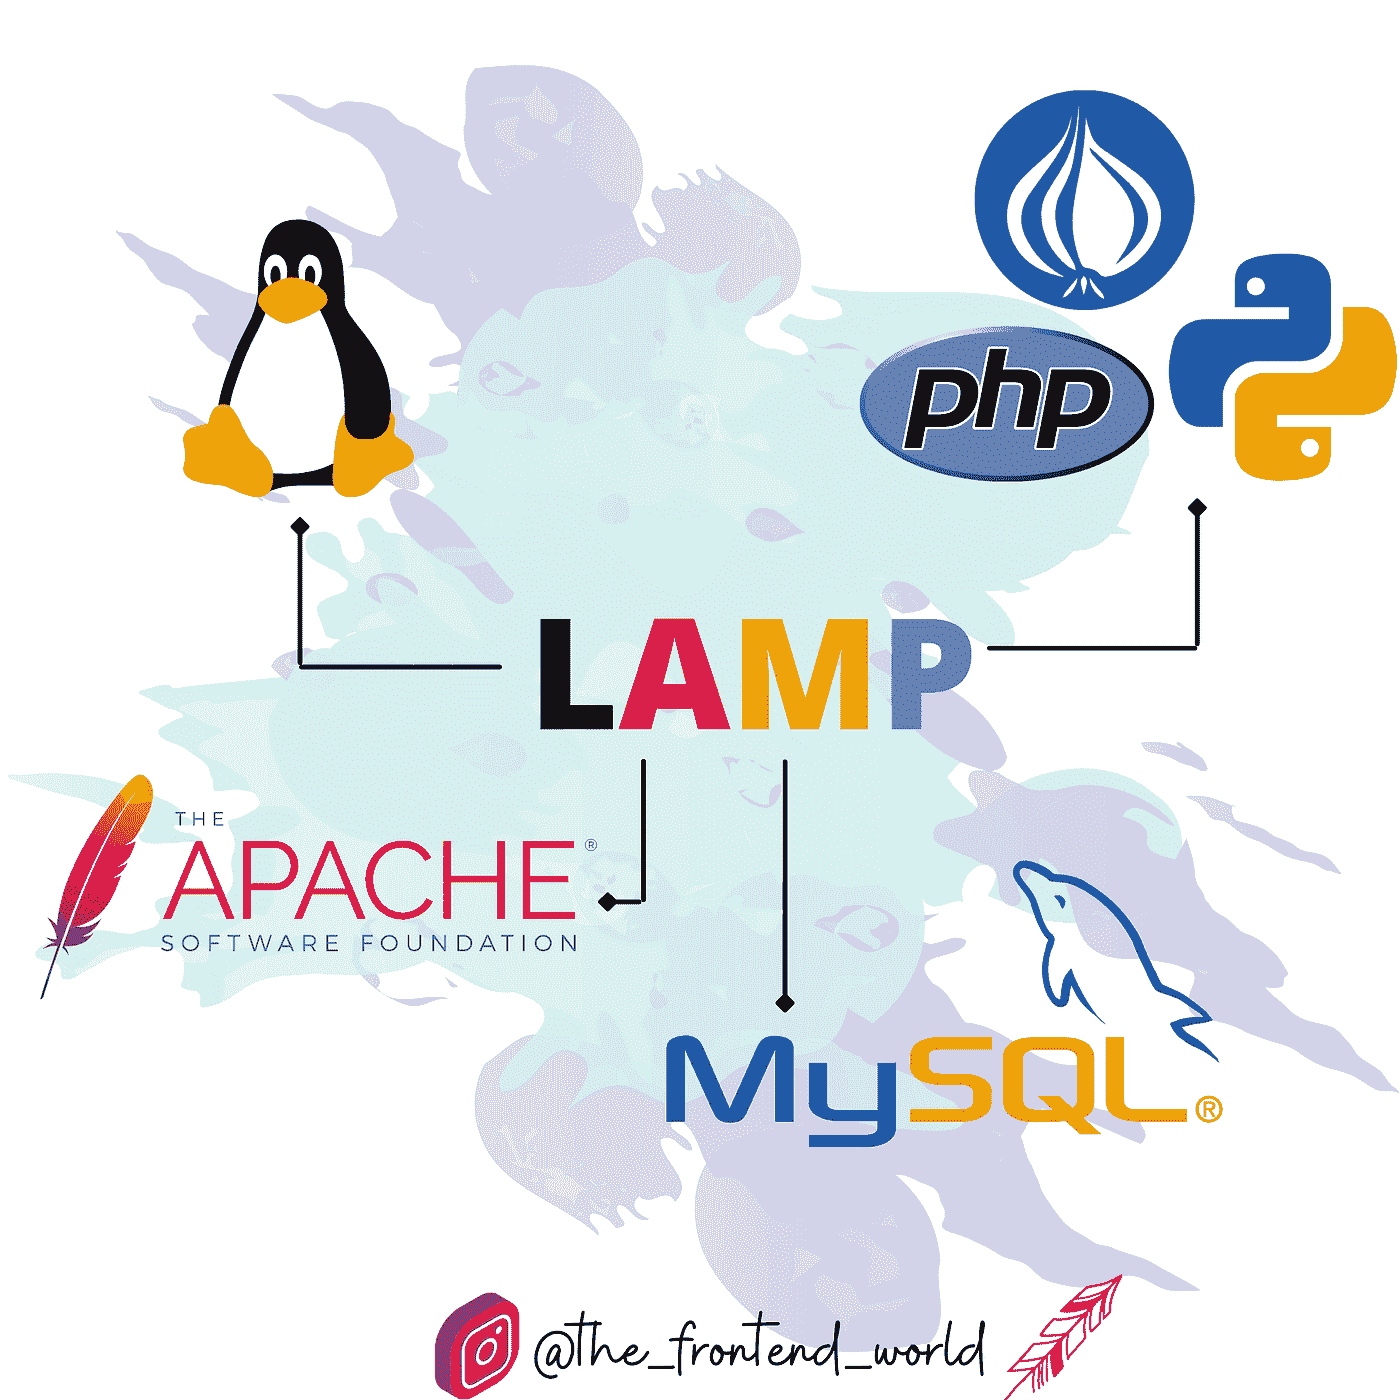 php
LAMP
THE
APACHE®
SOFTWARE FOUNDATION
MySQL®
@the_frontend_world